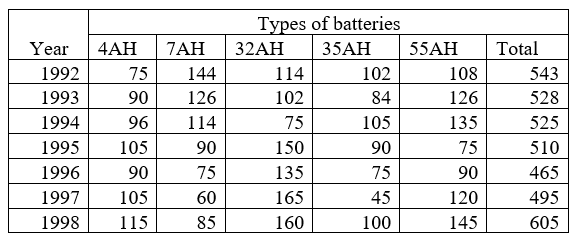 Types of batteries
Year 4AH 7AH 32AH 35AH 55AH Total
1992 75 144 114 102 108 543
1993 90 126 102 84 126 528
1994 96 114 75 105 135 525
1995 105 90 150 90 75 510
1996 90 75 135 75 90 465
1997 105 60 165 45 120 495
1998 115 85 160 100 145 605